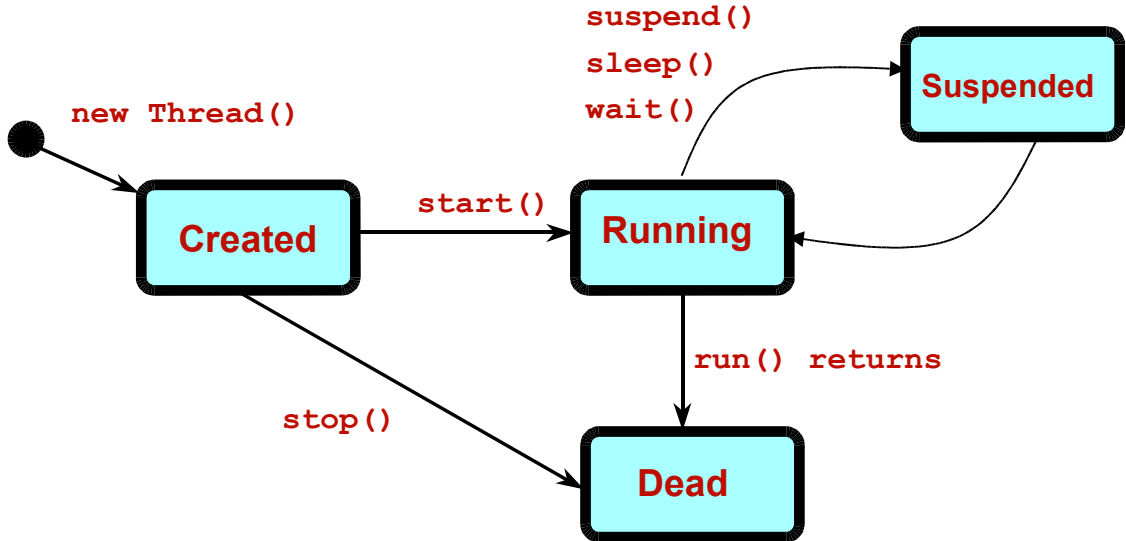 suspend()
sleep()
wait()
Suspended
new Thread()
start()
Created
Running
run() returns
stop()
Dead